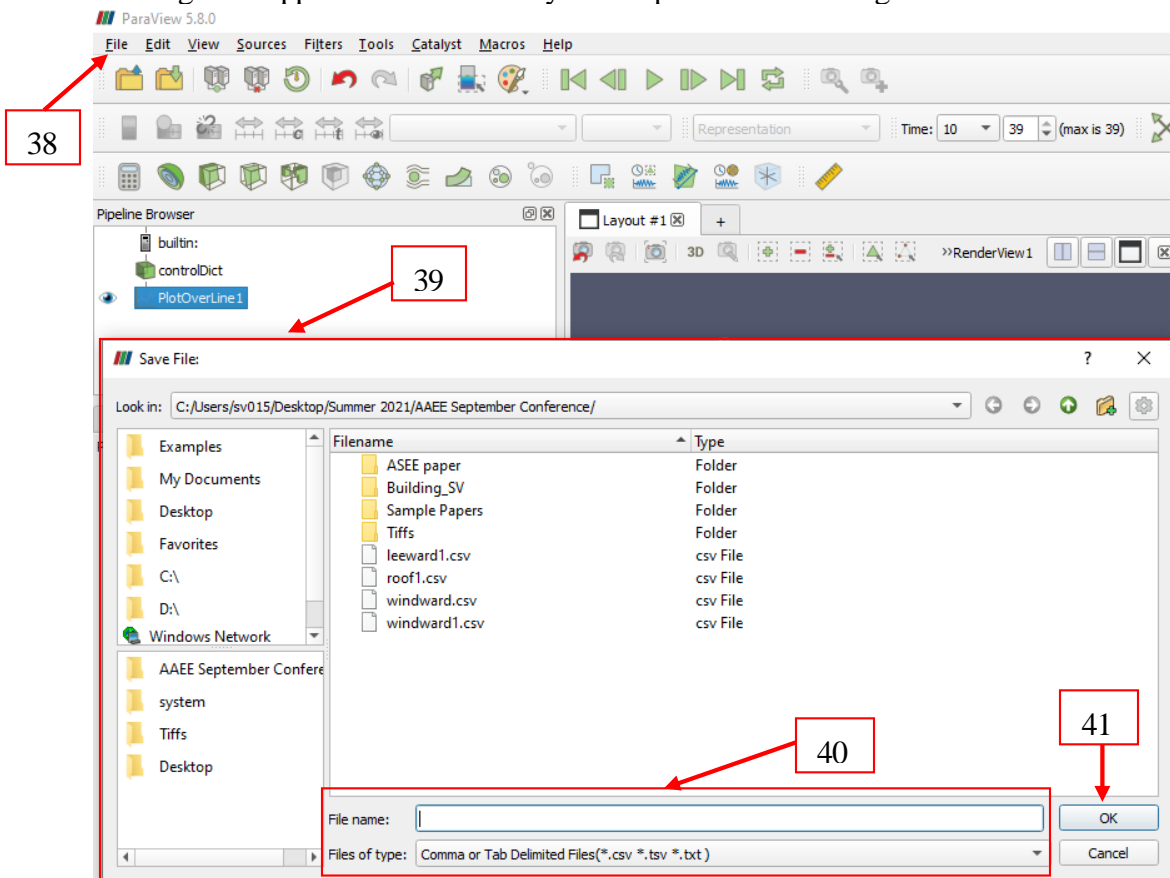 ParaView 5.8.0
File Edit View Sources Filters Tools Catalyst Macros Help
38
Representation
Time: 10 39 (max is 39)
Pipeline Browser
Layout #1 +
builtin:
3D >>RenderView1
controlDict
39
PlotOverLine1
Save File: ? ×
Look in: C:/Users/sv015/Desktop/Summer 2021/AAEE September Conference/
Examples
My Documents
Desktop
Favorites
C:\
D:\
Windows Network
Filename Type
ASEE paper Folder
Building_SV Folder
Sample Papers Folder
Tiffs Folder
leeward1.csv csv File
roof1.csv csv File
windward.csv csv File
windward1.csv csv File
AAEE September Confere
system
Tiffs
Desktop
40
41
File name: OK
Files of type: Comma or Tab Delimited Files(*.csv *.tsv *.txt ) Cancel